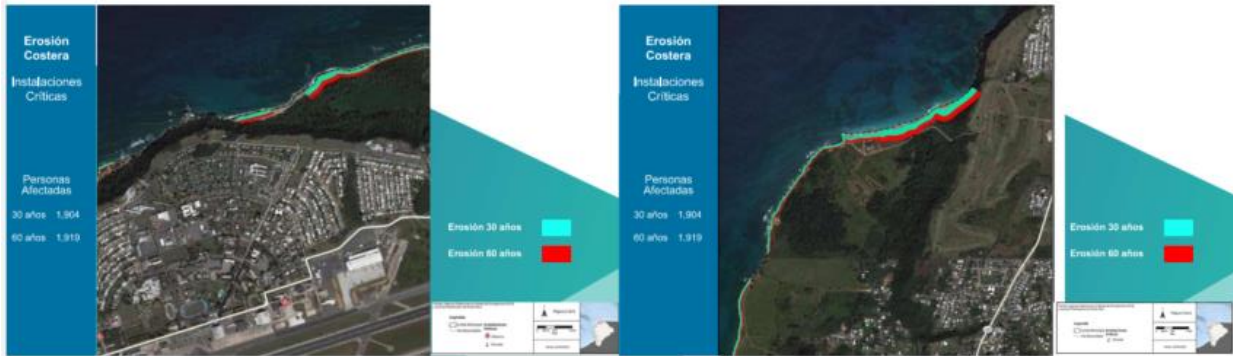 Erosión
Costera
Instalaciones
Críticas
Personas
Afectadas
30 años 1,904
60 años 1,919
Erosión 30 años
Erosión 60 años
Erosión
Costera
Instalaciones
Críticas
Personas
Afectadas
30 años 1,904
60 años 1,919
Erosión 30 años
Erosión 60 años